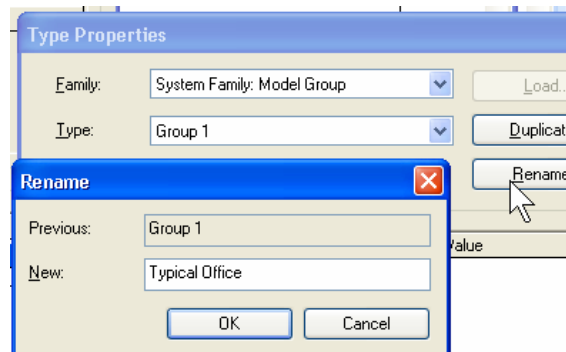 Type Properties
Family: System Family: Model Group Load..
Type: Group 1 Duplicat
Rename
Rename
Previous: Group 1
Value
New: Typical Office
OK Cancel